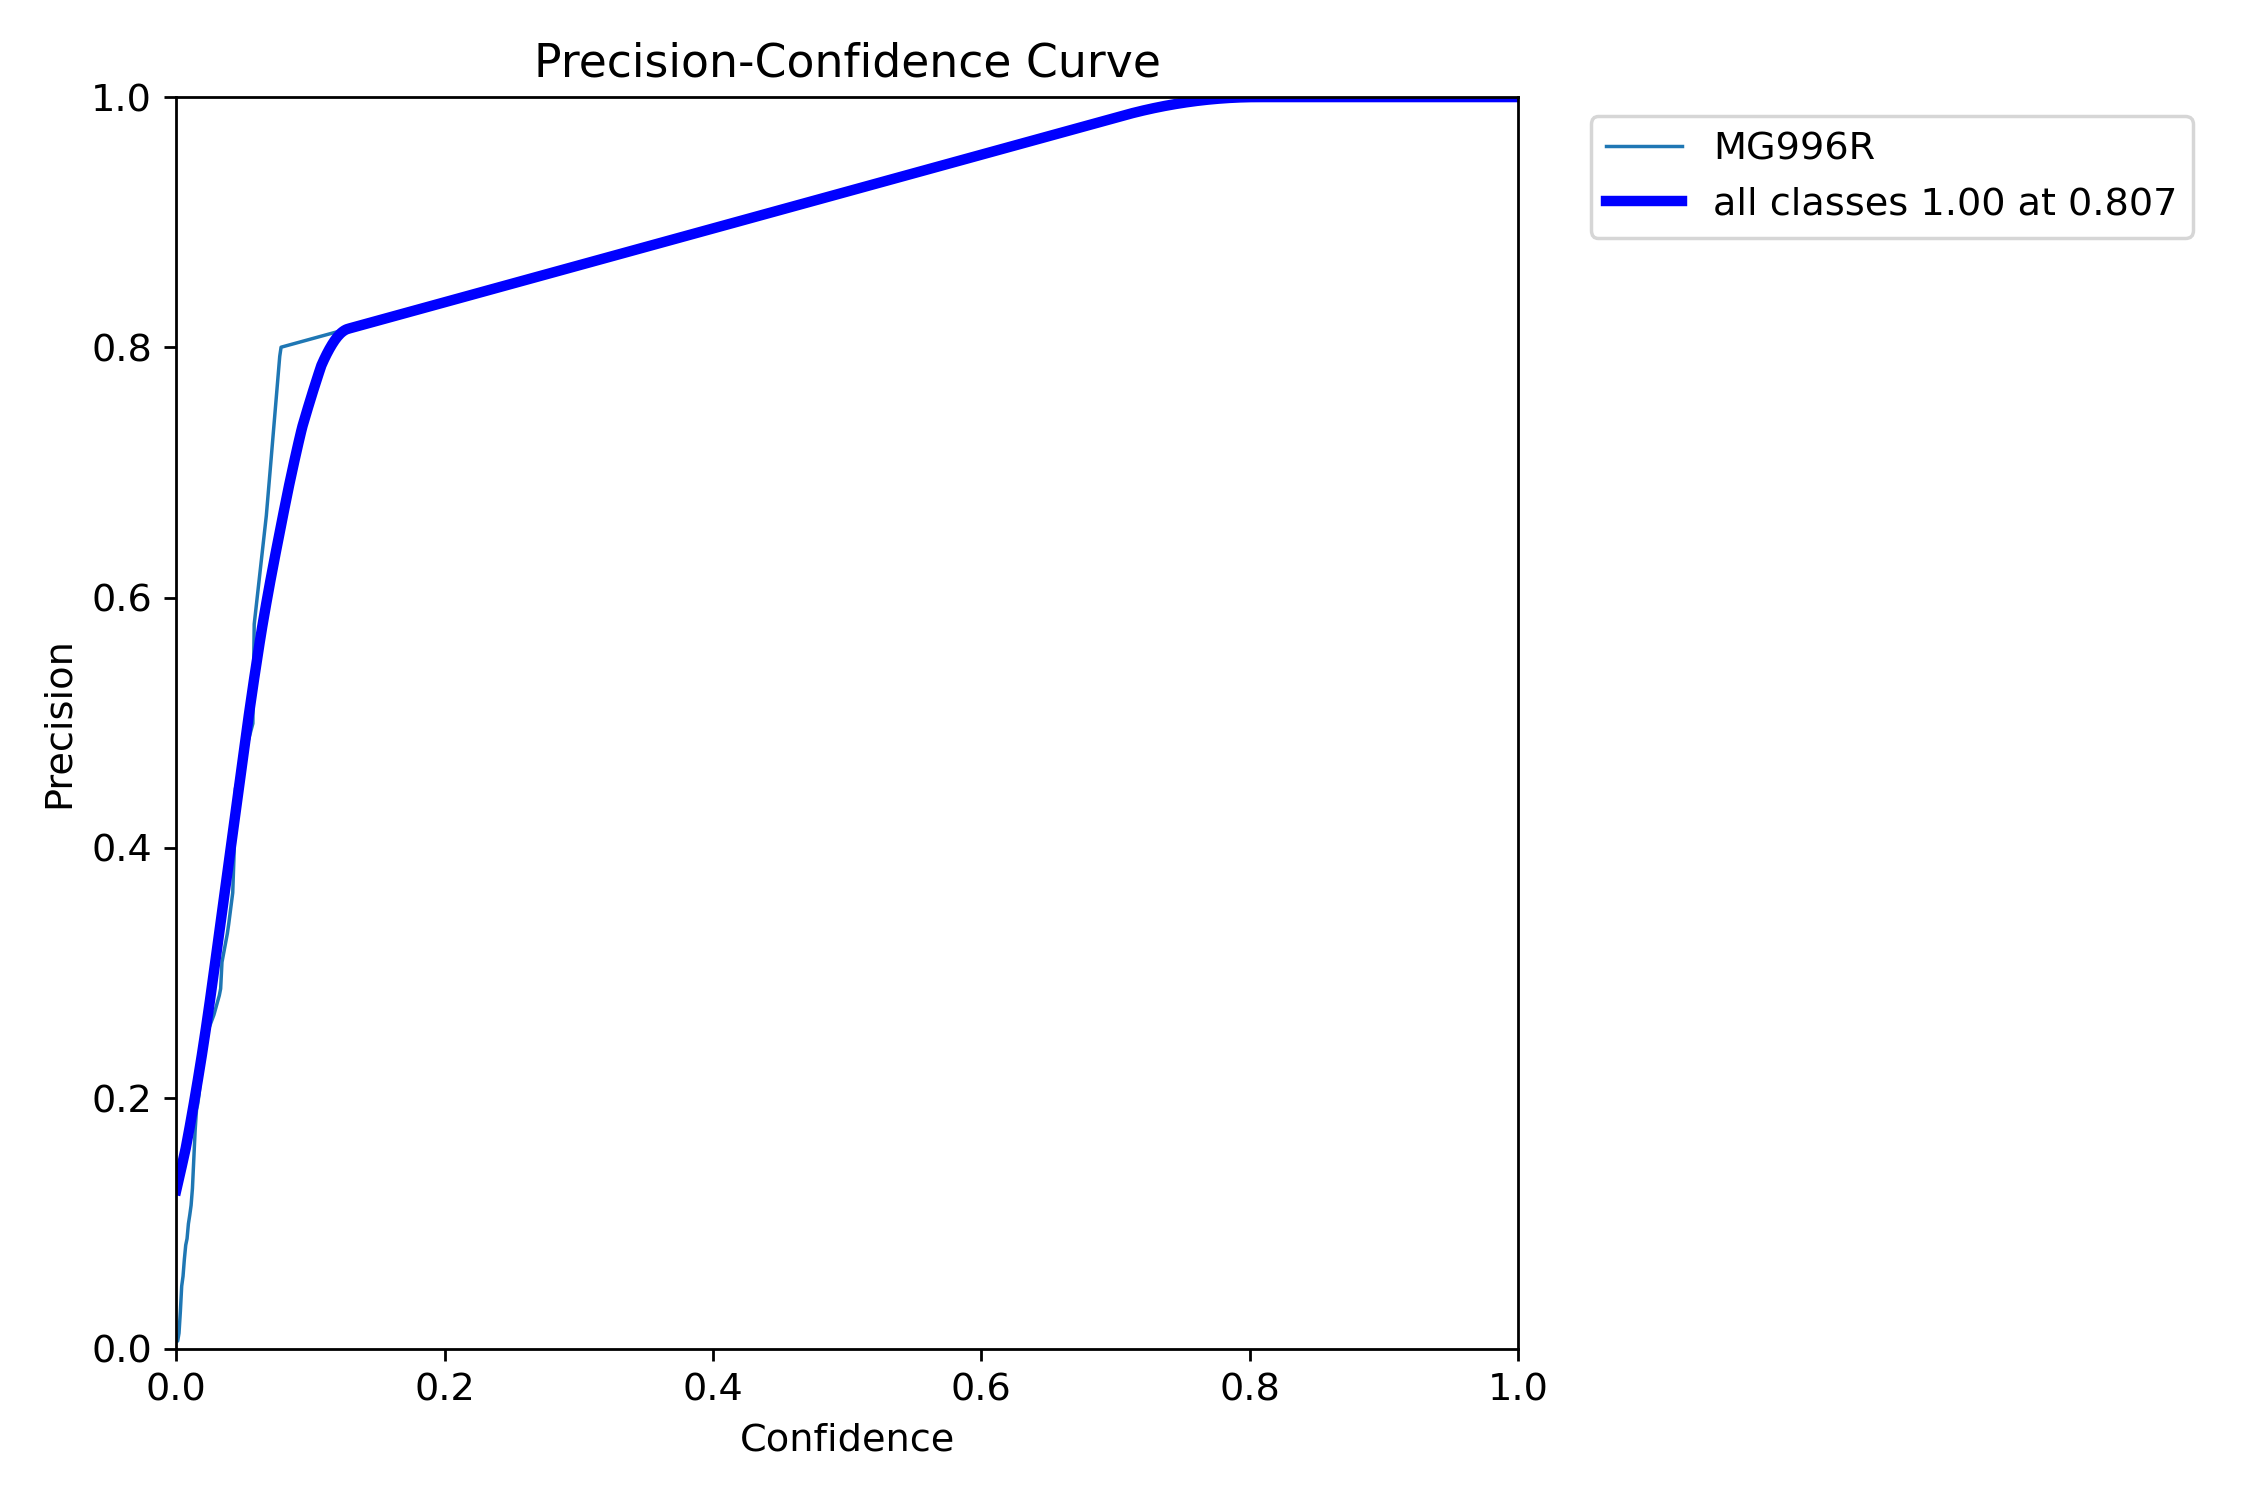 Precision-Confidence Curve
MG996R
all classes 1.00 at 0.807
Precision
1.0
0.8
0.6
0.4
0.2
0.0
0.0 0.2 0.4 0.6 0.8 1.0
Confidence